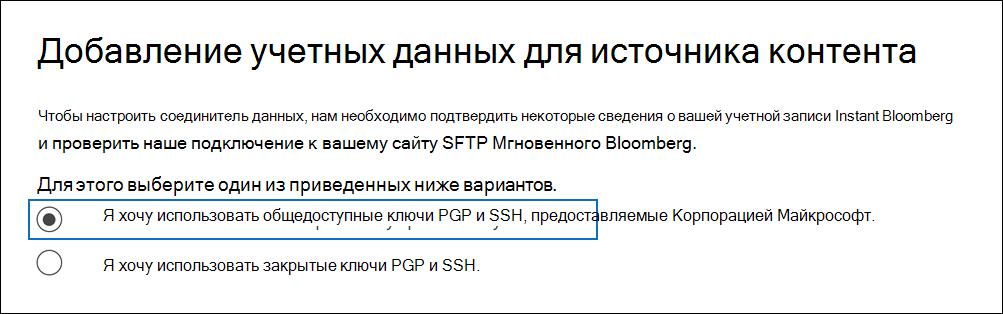 Добавление учетных данных для источника контента
Чтобы настроить соединитель данных, нам необходимо подтвердить некоторые сведения о вашей учетной записи Instant Bloomberg
и проверить наше подключение к вашему сайту SFTP Мгновенного Bloomberg.
Для этого выберите один из приведенных ниже вариантов.
Я хочу использовать общедоступные ключи PGP и SSH, предоставляемые Корпорацией Майкрософт.
Я хочу использовать закрытые ключи PGP и SSH.